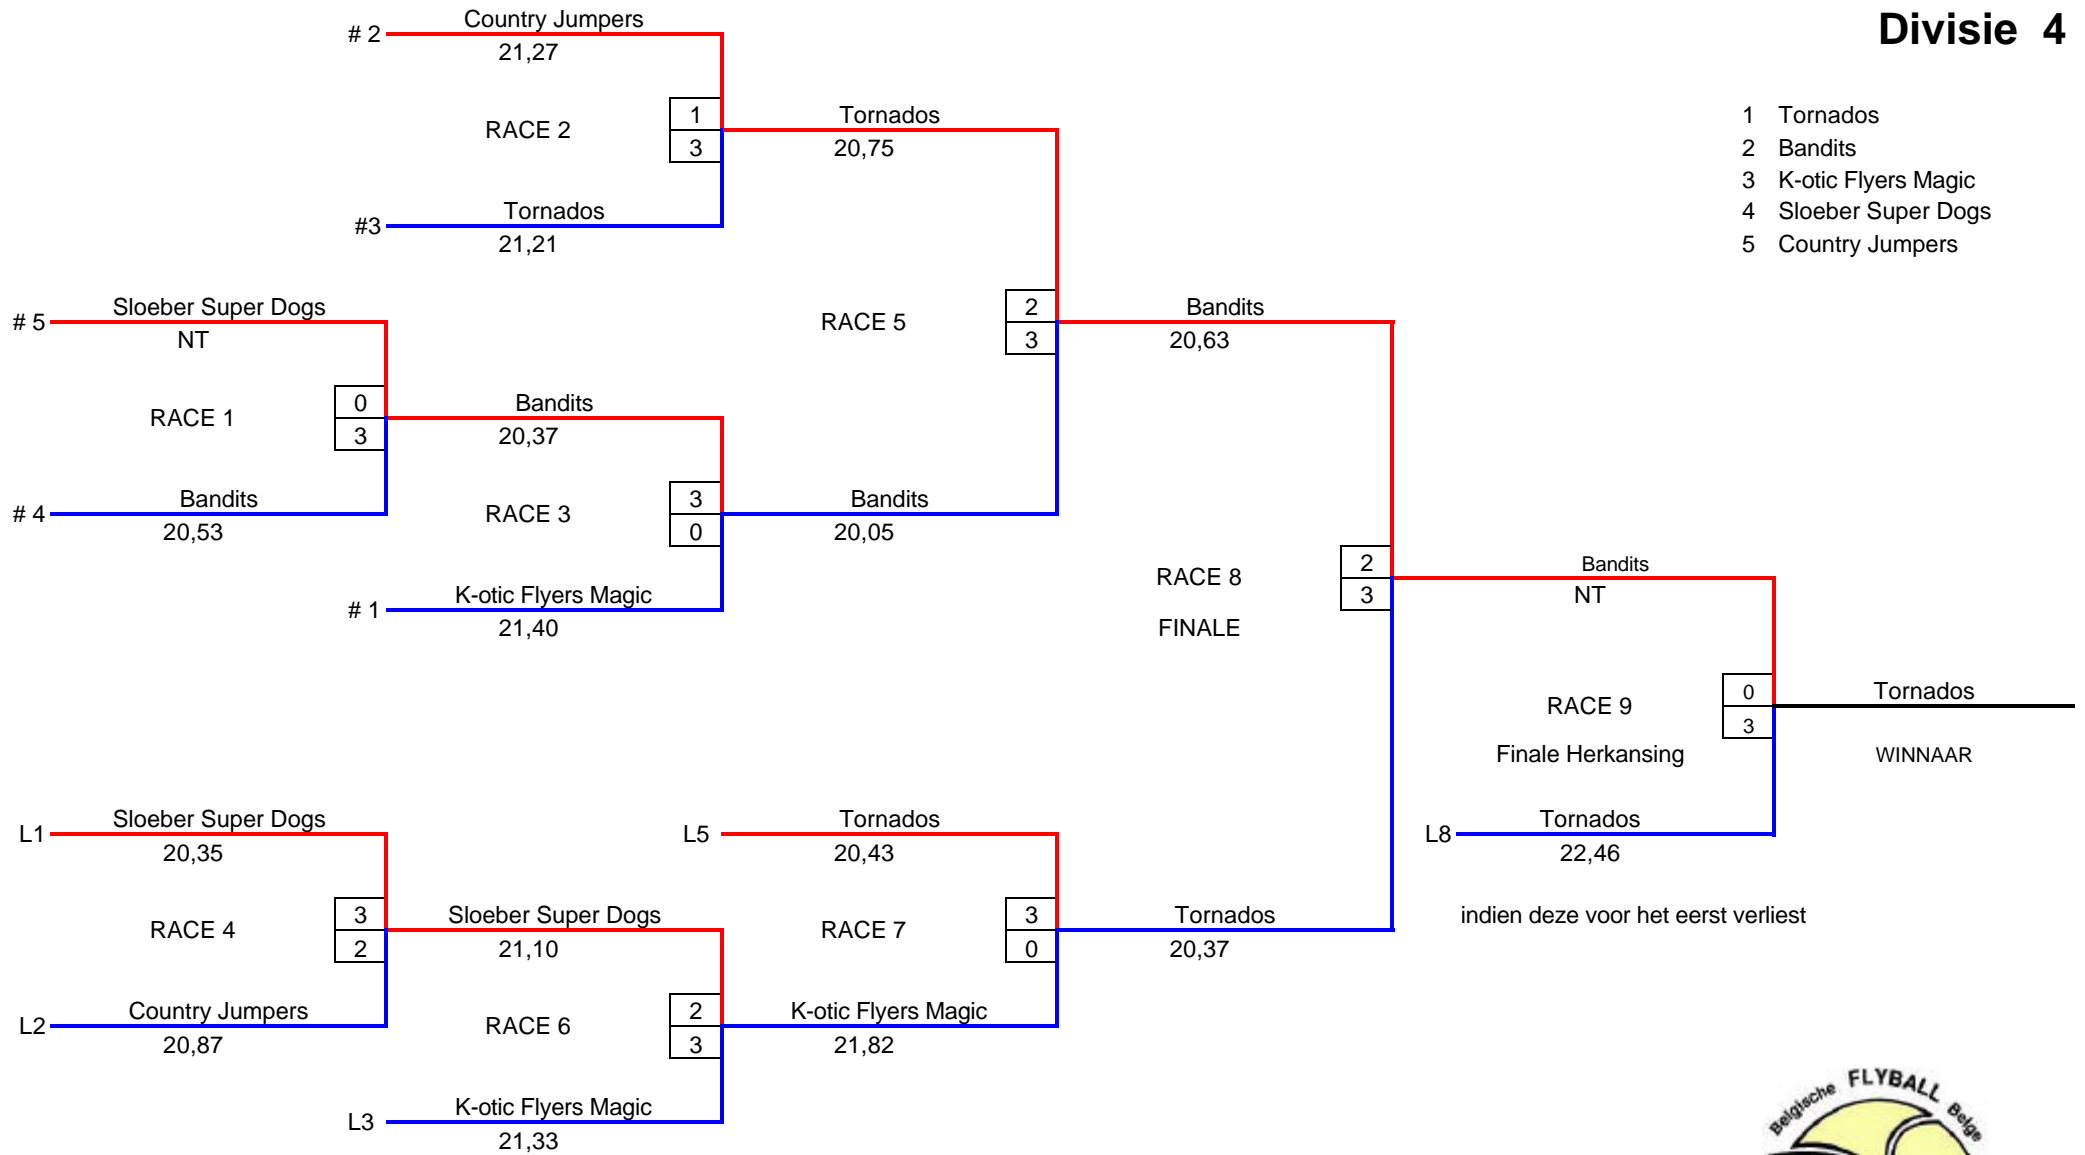 Divisie 4
Country Jumpers
# 2
21,27
RACE 2
1
3
Tornados
20,75
Tornados
#3
21,21
1 Tornados
2 Bandits
3 K-otic Flyers Magic
4 Sloeber Super Dogs
5 Country Jumpers
Sloeber Super Dogs
# 5
NT
RACE 1
0
3
Bandits
20,37
Bandits
# 4
20,53
RACE 3
3
0
Bandits
20,05
K-otic Flyers Magic
# 1
21,40
RACE 5
2
3
Bandits
20,63
RACE 8
2
3
FINALE
Bandits
NT
RACE 9
0
3
Finale Herkansing
Tornados
WINNAAR
Tornados
L8
22,46
indien deze voor het eerst verliest
Sloeber Super Dogs
L1
20,35
RACE 4
3
2
Sloeber Super Dogs
21,10
Country Jumpers
L2
20,87
RACE 6
2
3
K-otic Flyers Magic
21,82
K-otic Flyers Magic
L3
21,33
Tornados
L5
20,43
RACE 7
3
0
Tornados
20,37
Belgische FLYBALL Belge